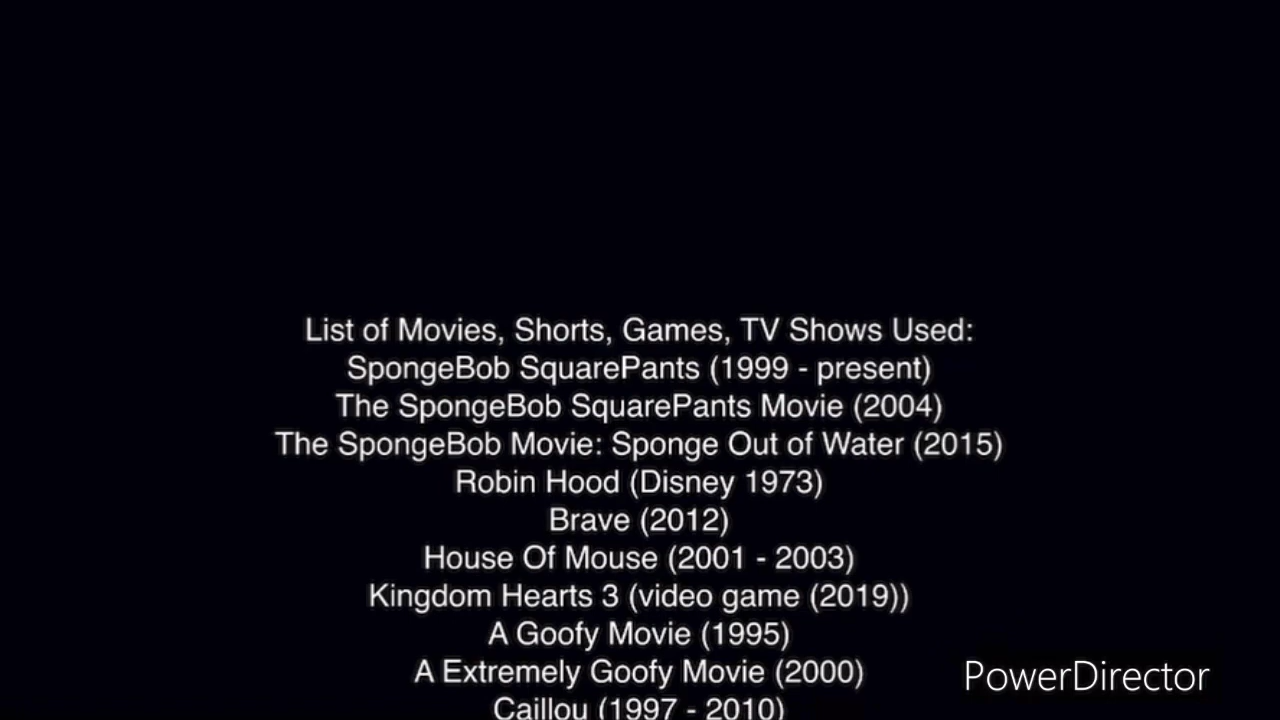 List of Movies, Shorts, Games, TV Shows Used:
SpongeBob SquarePants (1999 - present)
The SpongeBob SquarePants Movie (2004)
The SpongeBob Movie: Sponge Out of Water (2015)
Robin Hood (Disney 1973)
Brave (2012)
House Of Mouse (2001 - 2003)
Kingdom Hearts 3 (video game (2019))
A Goofy Movie (1995)
A Extremely Goofy Movie (2000)
Caillou (1997 - 2010)
PowerDirector